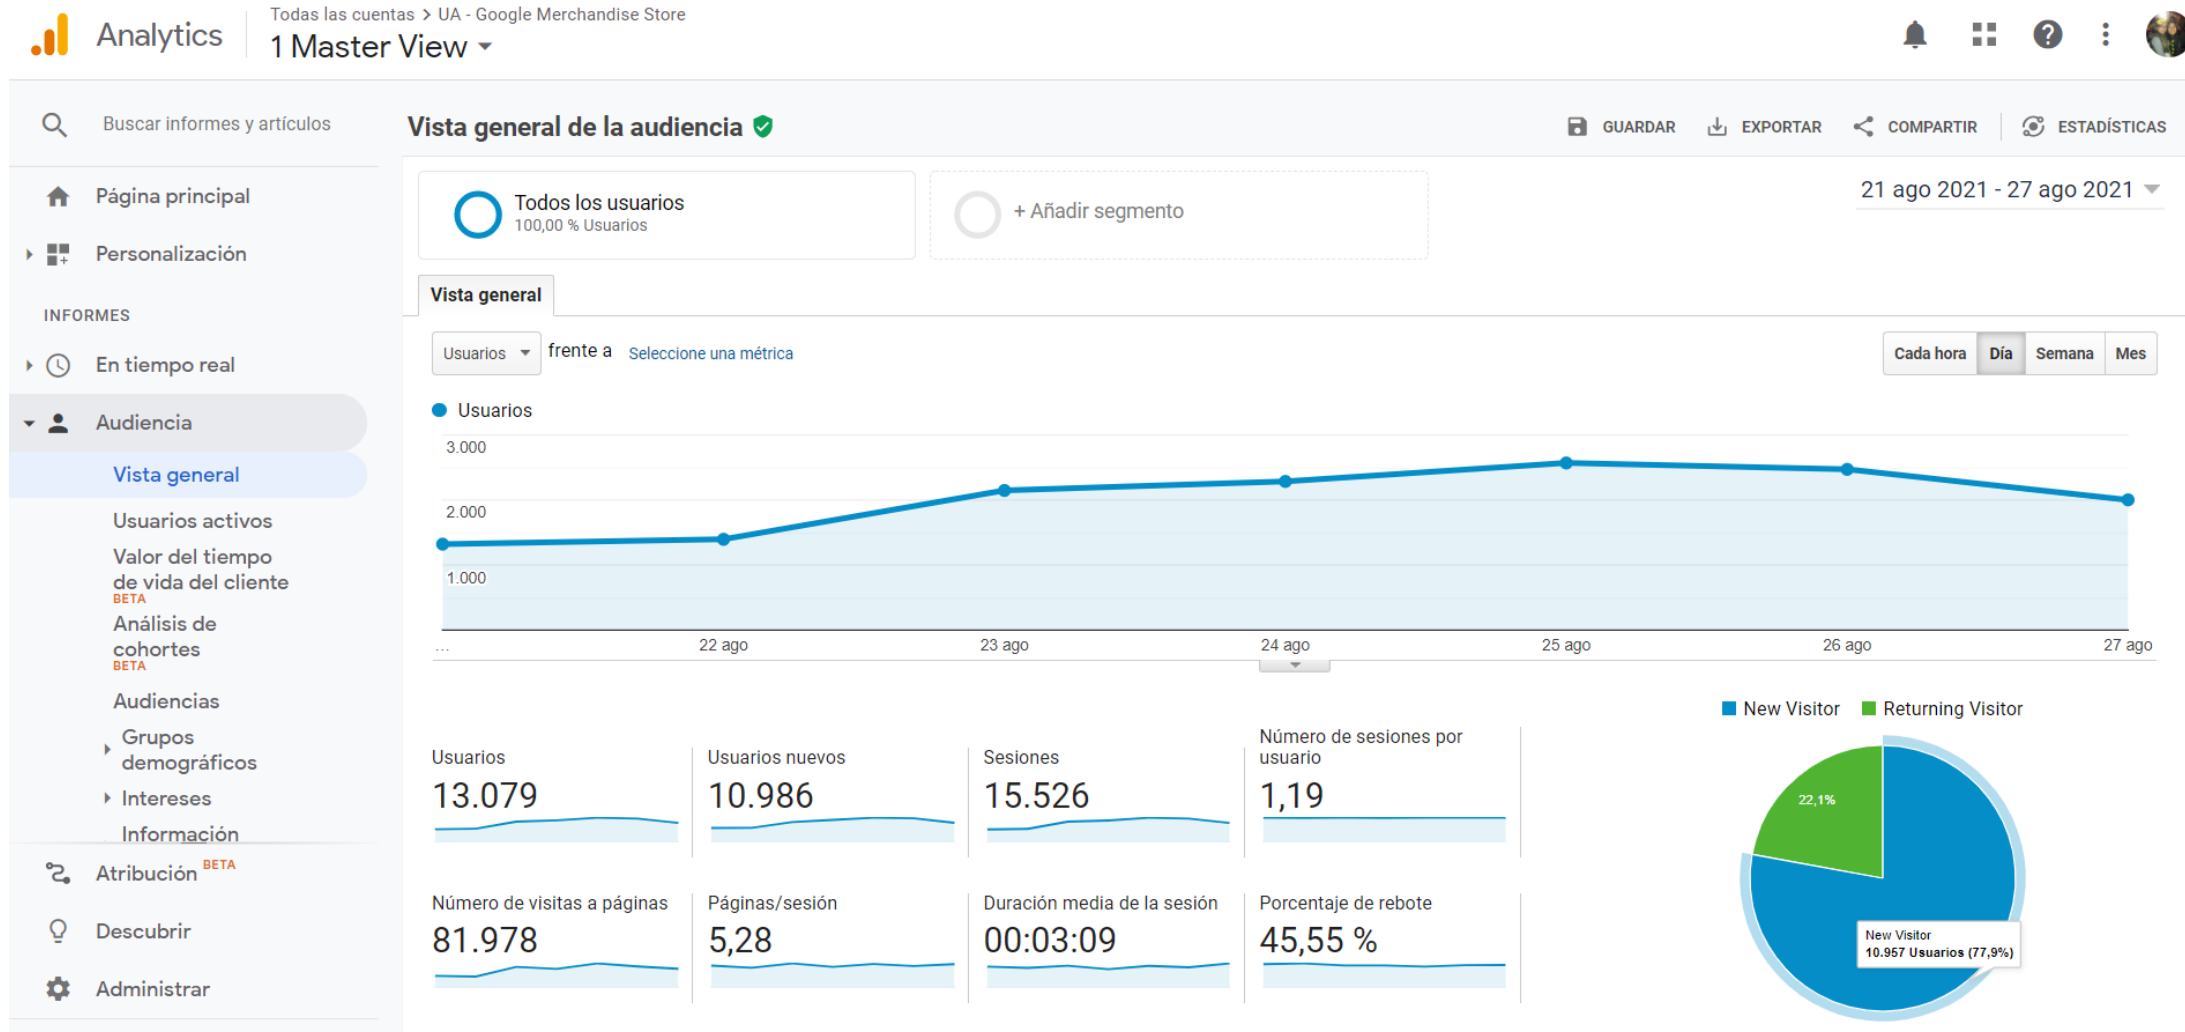 Analytics
Todas las cuentas > UA - Google Merchandise Store
1 Master View
Buscar informes y artículos
Página principal
Personalización
INFORMES
En tiempo real
Audiencia
Vista general
Usuarios activos
Valor del tiempo
de vida del cliente
BETA
Análisis de
cohortes
BETA
Audiencias
Grupos
demográficos
Intereses
Información
Atribución BETA
Descubrir
Administrar
Vista general de la audiencia
GUARDAR
EXPORTAR
COMPARTIR
ESTADÍSTICAS
Todos los usuarios
100,00 % Usuarios
+ Añadir segmento
21 ago 2021 - 27 ago 2021
Vista general
Usuarios frente a Seleccione una métrica
Cada hora Día Semana Mes
Usuarios
3.000
2.000
1.000
... 22 ago 23 ago 24 ago 25 ago 26 ago 27 ago
Usuarios
13.079
Usuarios nuevos
10.986
Sesiones
15.526
Número de sesiones por
usuario
1,19
Número de visitas a páginas
81.978
Páginas/sesión
5,28
Duración media de la sesión
00:03:09
Porcentaje de rebote
45,55 %
New Visitor Returning Visitor
22,1%
New Visitor
10.957 Usuarios (77,9%)